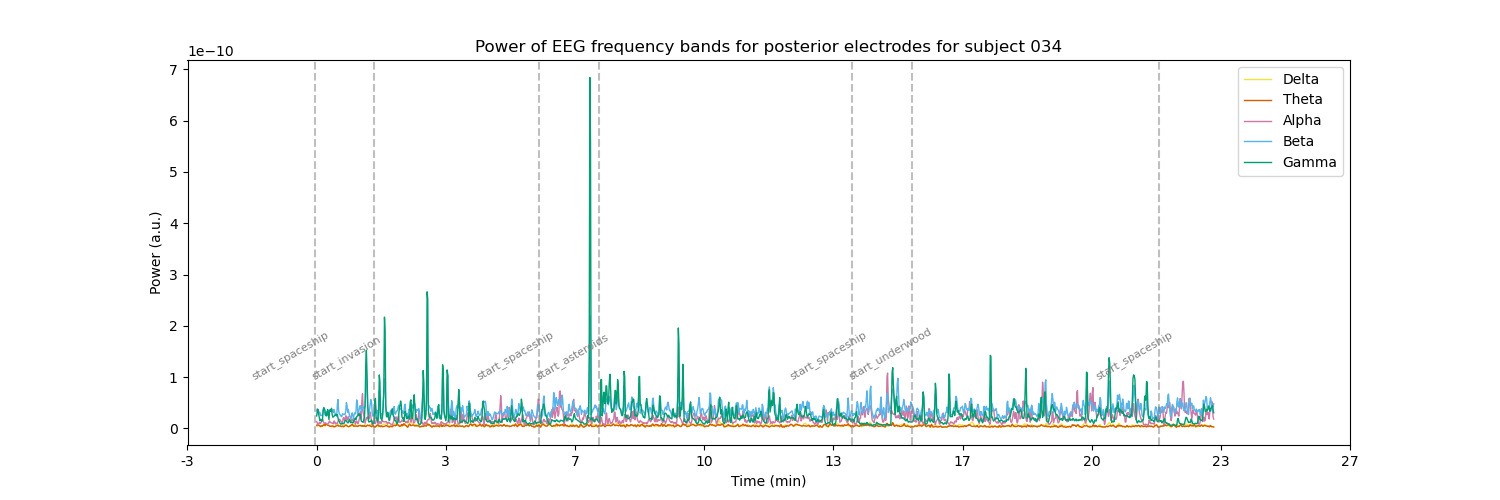 Power of EEG frequency bands for posterior electrodes for subject 034
1e−10
7
6
5
4
3
2
1
0
Power (a.u.)
start_spaceship
start_invasion
start_spaceship
start_asteroids
start_spaceship
start_underwood
start_spaceship
Delta
Theta
Alpha
Beta
Gamma
-3
0
3
7
10
13
17
20
23
27
Time (min)